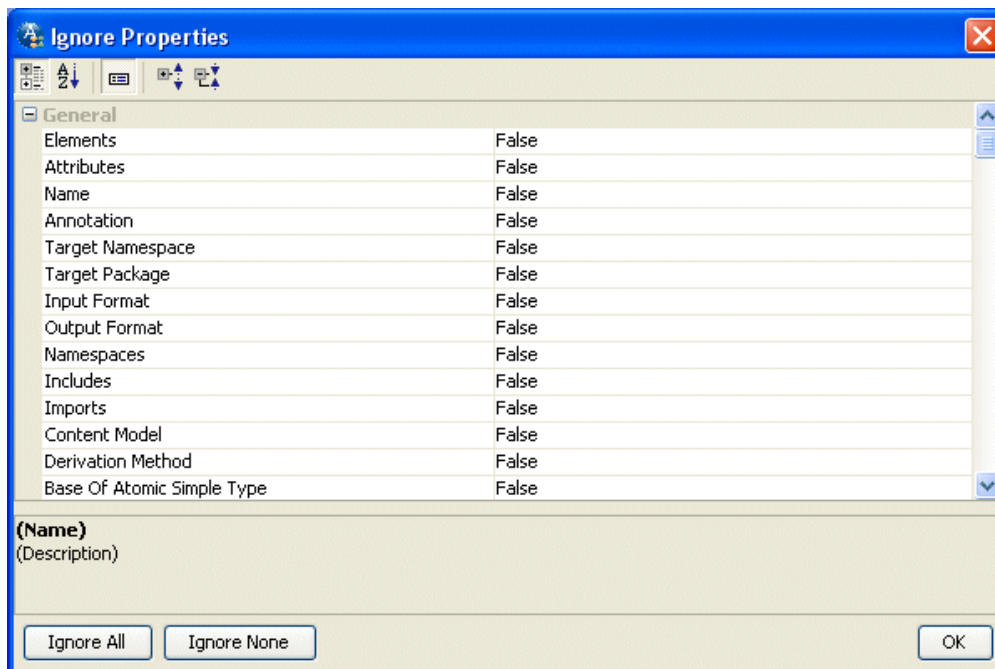 Ignore Properties
General
Elements False
Attributes False
Name False
Annotation False
Target Namespace False
Target Package False
Input Format False
Output Format False
Namespaces False
Includes False
Imports False
Content Model False
Derivation Method False
Base Of Atomic Simple Type False
(Name)
(Description)
Ignore All Ignore None OK